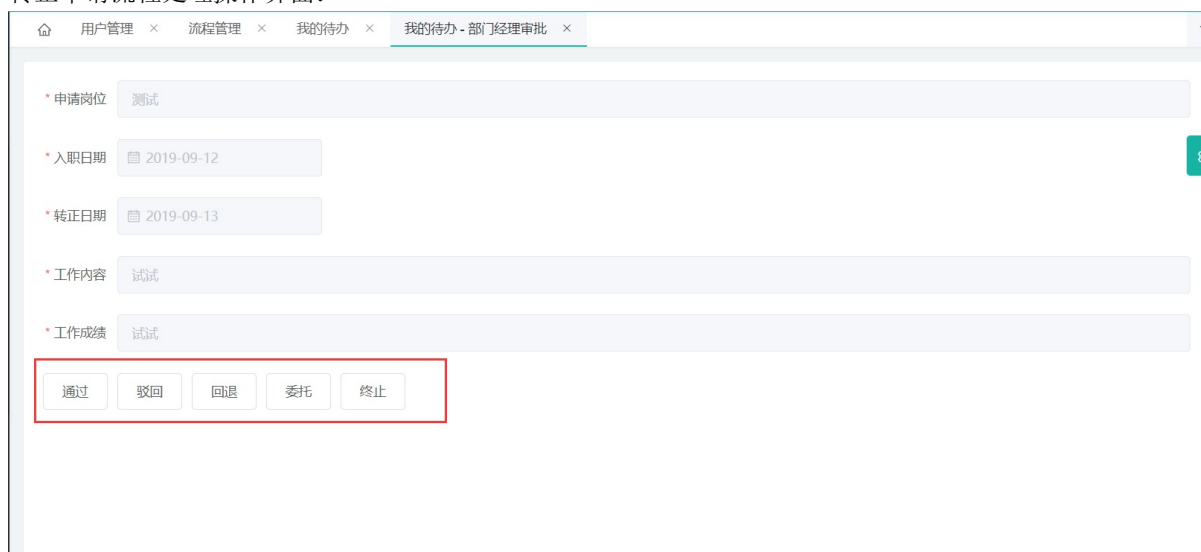 用户管理 × 流程管理 × 我的待办 × 我的待办 - 部门经理审批 ×
* 申请岗位 测试
* 入职日期 2019-09-12
* 转正日期 2019-09-13
* 工作内容 试试
* 工作成绩 试试
通过 驳回 回退 委托 终止